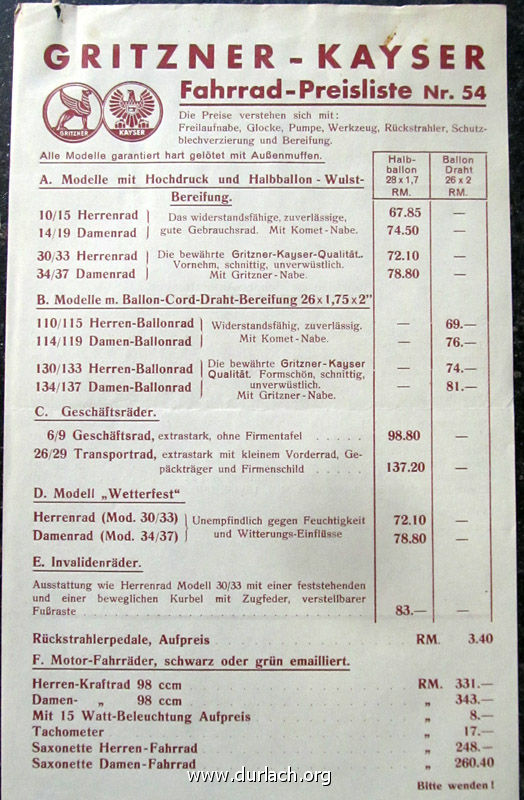 GRITZNER - KAYSER
GRITZNER
KAYSER
Fahrrad-Preisliste Nr. 54
Die Preise verstehen sich mit:
Freilaufnabe, Glocke, Pumpe, Werkzeug, Rückstrahler, Schutz-
blechverzierung und Bereifung.
Alle Modelle garantiert hart gelötet mit Außenmuffen.
Halb-
ballon
28 x 1,7
RM.
Ballon
Draht
26 x 2
RM.
A. Modelle mit Hochdruck und Halbballon - Wulst-
Bereifung.
10/15 Herrenrad } Das widerstandsfähige, zuverlässige, 67.85 —
14/19 Damenrad } gute Gebrauchsrad. Mit Komet-Nabe. 74.50 —
30/33 Herrenrad } Die bewährte Gritzner-Kayser-Qualität. 72.10 —
Vornehm, schnittig, unverwüstlich.
34/37 Damenrad } Mit Gritzner-Nabe. 78.80 —
B. Modelle m. Ballon-Cord-Draht-Bereifung 26 x 1,75 x 2"
110/115 Herren-Ballonrad } Widerstandsfähig, zuverlässig. — 69.—
114/119 Damen-Ballonrad } Mit Komet-Nabe. — 76.—
130/133 Herren-Ballonrad } Die bewährte Gritzner-Kayser — 74.—
Qualität. Formschön, schnittig,
134/137 Damen-Ballonrad } unverwüstlich. — 81.—
Mit Gritzner-Nabe.
C. Geschäftsräder.
6/9 Geschäftsrad, extrastark, ohne Firmentafel . . . . . 98.80 —
26/29 Transportrad, extrastark mit kleinem Vorderrad, Ge-
päckträger und Firmenschild . . . . . 137.20 —
D. Modell „Wetterfest"
Herrenrad (Mod. 30/33) } Unempfindlich gegen Feuchtigkeit 72.10 —
Damenrad (Mod. 34/37) } und Witterungs-Einflüsse 78.80 —
E. Invalidenräder.
Ausstattung wie Herrenrad Modell 30/33 mit einer feststehenden
und einer beweglichen Kurbel mit Zugfeder, verstellbarer
Fußraste . . . . . 83.— —
Rückstrahlerpedale, Aufpreis . . . . . RM. 3.40
F. Motor-Fahrräder, schwarz oder grün emailliert.
Herren-Kraftrad 98 ccm . . . . . RM. 331.—
Damen- „ 98 ccm . . . . . „ 343.—
Mit 15 Watt-Beleuchtung Aufpreis . . . . . „ 8.—
Tachometer . . . . . „ 17.—
Saxonette Herren-Fahrrad . . . . . „ 248.—
Saxonette Damen-Fahrrad . . . . . „ 260.40
www.durlach.org
Bitte wenden!